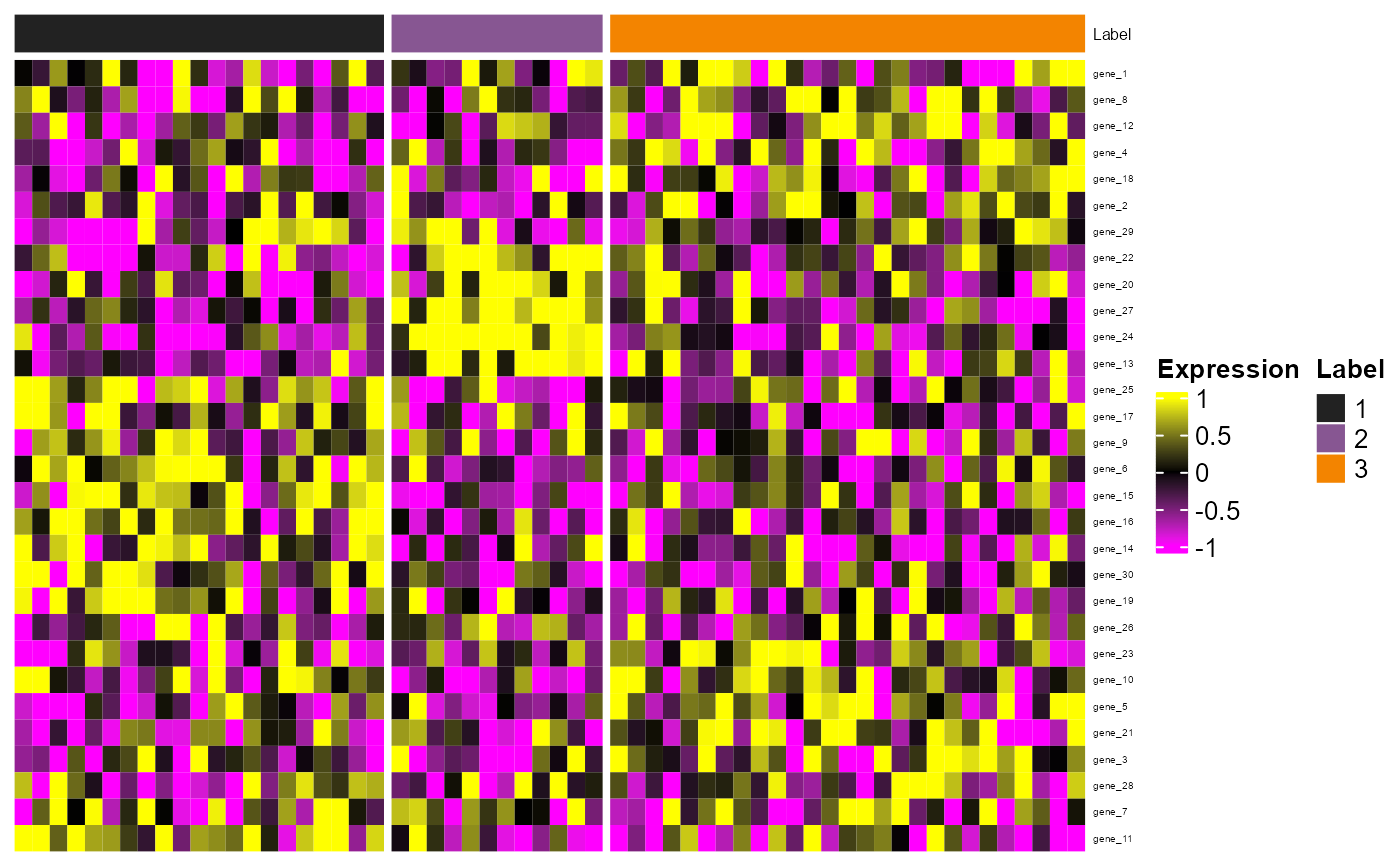 Label
gene_1
gene_8
gene_12
gene_4
gene_18
gene_2
gene_29
gene_22
gene_20
gene_27
gene_24
gene_13
gene_25
gene_17
gene_9
gene_6
gene_15
gene_16
gene_14
gene_30
gene_19
gene_26
gene_23
gene_10
gene_5
gene_21
gene_3
gene_28
gene_7
gene_11
Expression
1
0.5
0
-0.5
-1
Label
1
2
3